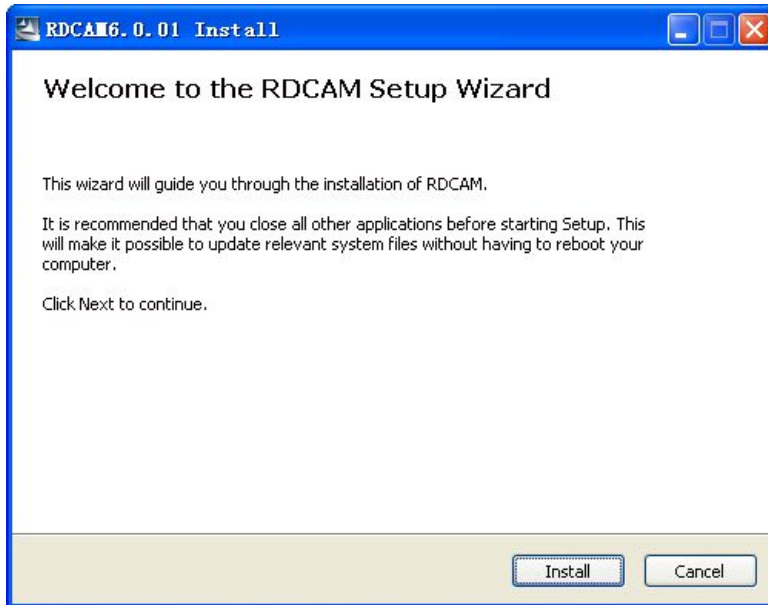 RDCAM6.0.01 Install
Welcome to the RDCAM Setup Wizard
This wizard will guide you through the installation of RDCAM.
It is recommended that you close all other applications before starting Setup. This
will make it possible to update relevant system files without having to reboot your
computer.
Click Next to continue.
Install
Cancel